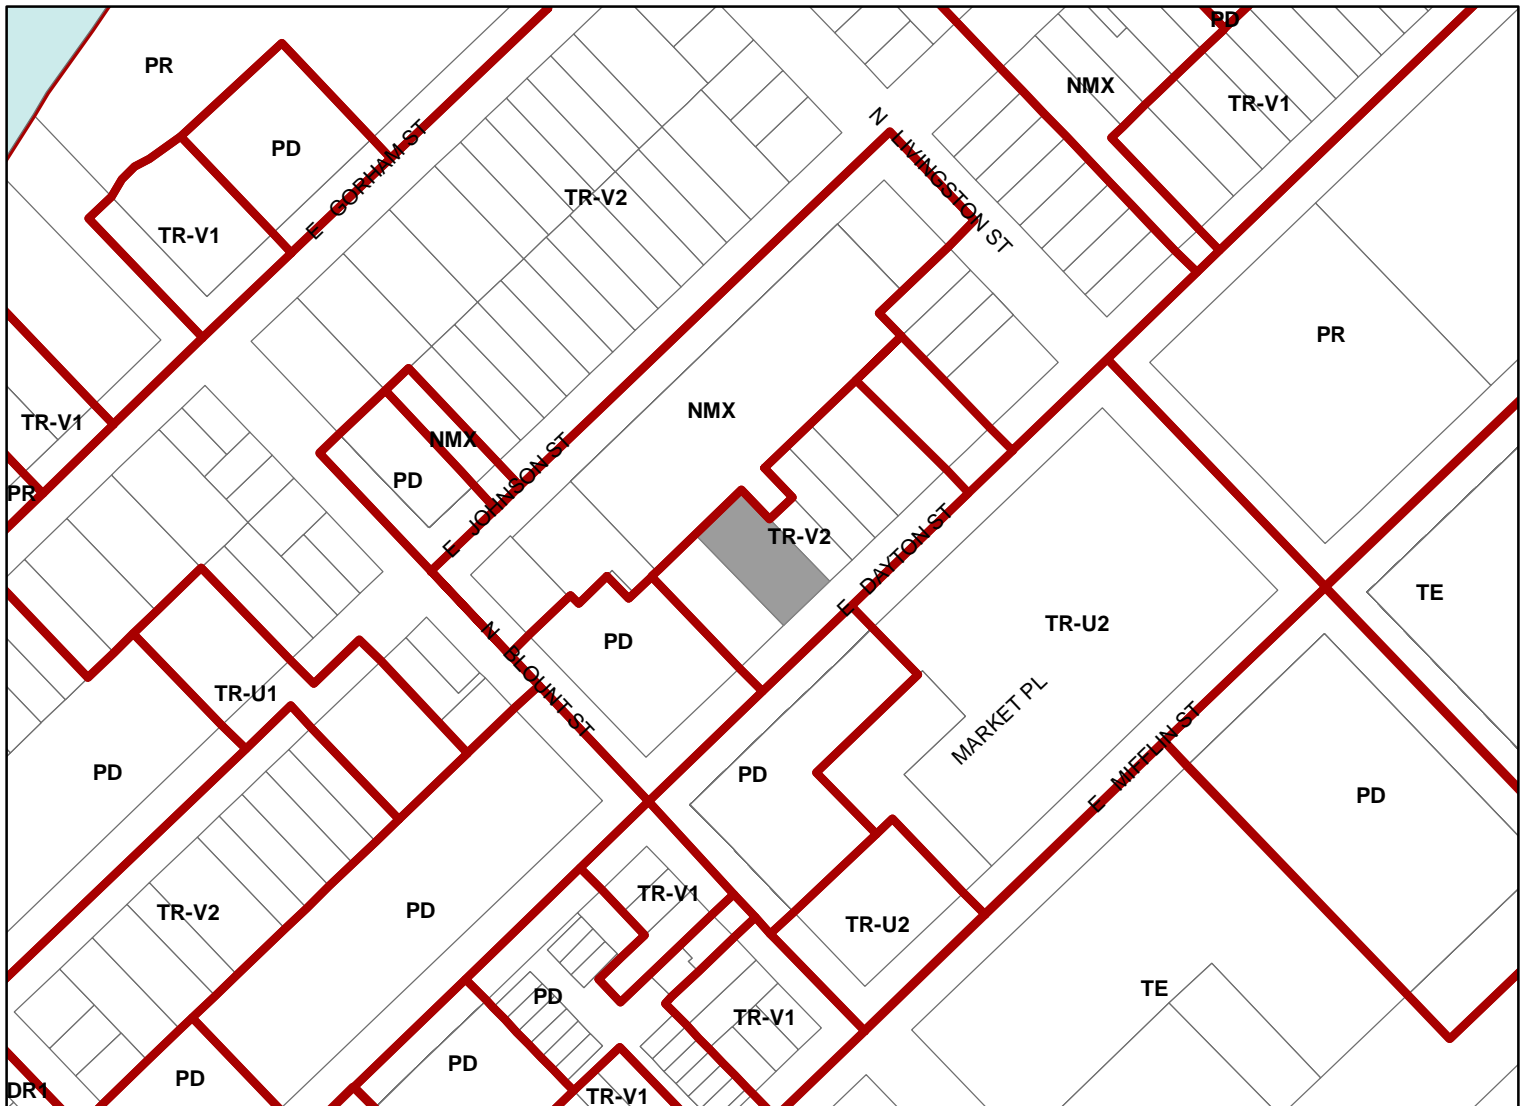 PD
PR
NMX
TR-V1
N LIVINGSTON ST
PD
E GORHAM ST
TR-V2
TR-V1
PR
NMX
TR-V1
NMX
E JOHNSON ST
PD
PR
TR-V2
E DAYTON ST
TE
TR-U2
N BLOUNT ST
PD
TR-U1
MARKET PL
E MIFFLIN ST
PD
PD
PD
TR-V1
PD
TR-V2
TR-U2
PD
TE
TR-V1
PD
PD
DR1
TR-V1